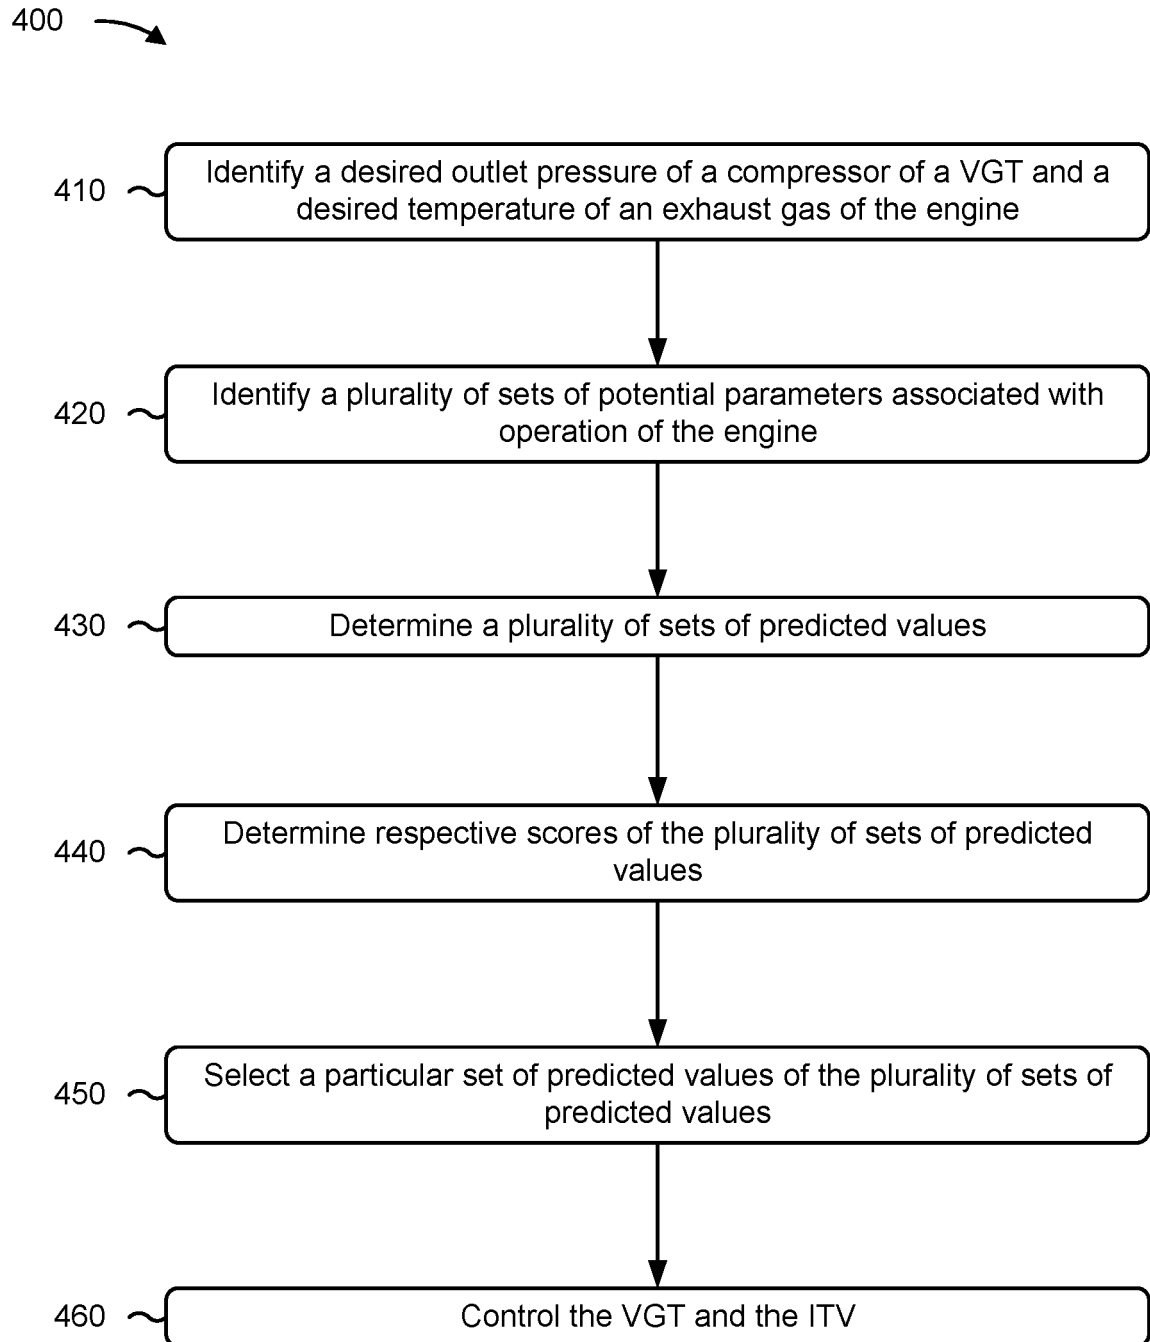 400
410
Identify a desired outlet pressure of a compressor of a VGT and a
desired temperature of an exhaust gas of the engine
420
Identify a plurality of sets of potential parameters associated with
operation of the engine
430
Determine a plurality of sets of predicted values
440
Determine respective scores of the plurality of sets of predicted
values
450
Select a particular set of predicted values of the plurality of sets of
predicted values
460
Control the VGT and the ITV